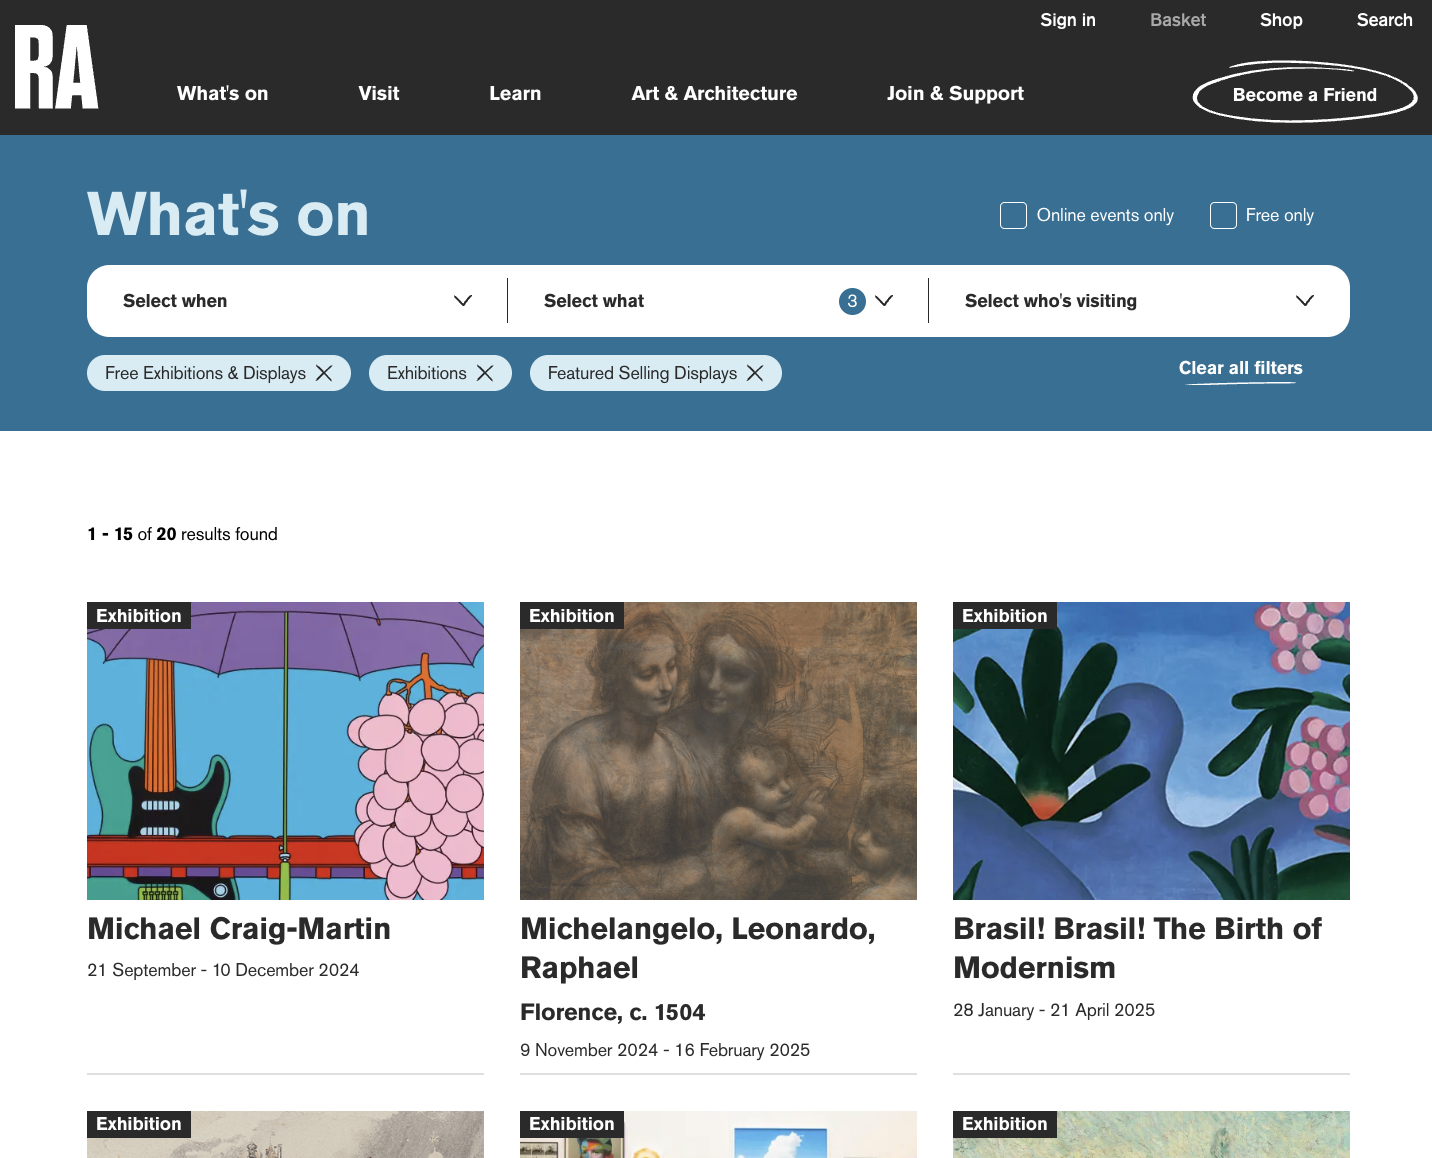 RA
Sign in
Basket
Shop
Search
What's on
Visit
Learn
Art & Architecture
Join & Support
Become a Friend
What's on
Online events only
Free only
Select when
Select what
3
Select who's visiting
Free Exhibitions & Displays
Exhibitions
Featured Selling Displays
Clear all filters
1 - 15 of 20 results found
Exhibition
Michael Craig-Martin
21 September - 10 December 2024
Exhibition
Michelangelo, Leonardo,
Raphael
Florence, c. 1504
9 November 2024 - 16 February 2025
Exhibition
Brasil! Brasil! The Birth of
Modernism
28 January - 21 April 2025
Exhibition
Exhibition
Exhibition